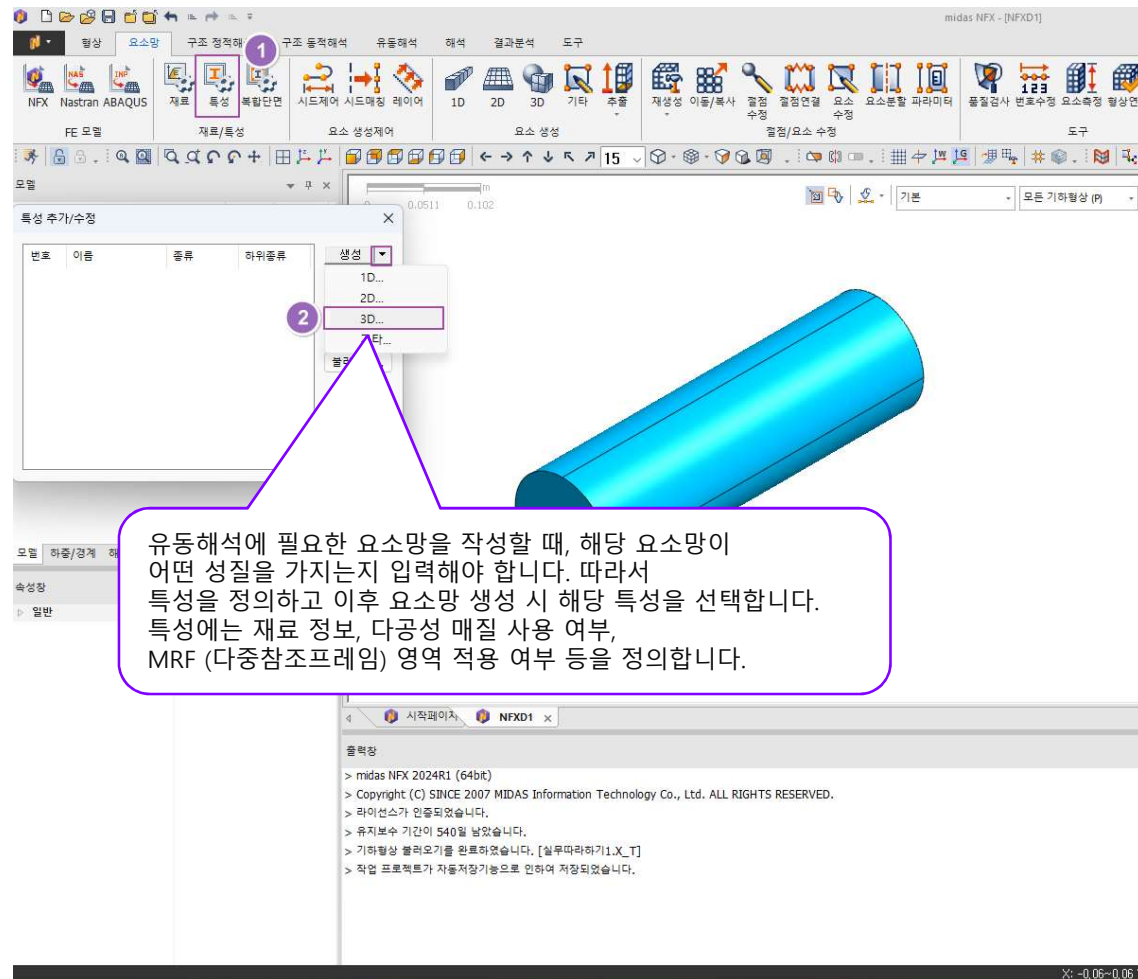 midas NFX - [NFXD1]
형상 요소망 구조 정적해 1 구조 동적해석 유동해석 해석 결과분석 도구
NAS INP
NFX Nastran ABAQUS 재료 특성 복합단면 시드제어 시드매칭 레이어 1D 2D 3D 기타 추출 재생성 이동/복사 절점 수정 절점연결 요소 수정 요소분할 파라미터 품질검사 번호수정 요소측정 형상연
FE 모델 재료/특성 요소 생성제어 요소 생성 절점/요소 수정 도구
15
모델
0.0511 0.102
m
기본 모든 기하형상 (P)
특성 추가/수정
번호 이름 종류 하위종류 생성
1D...
2D...
2 3D...
모델 하중/경계
속성창
일반
유동해석에 필요한 요소망을 작성할 때, 해당 요소망이
어떤 성질을 가지는지 입력해야 합니다. 따라서
특성을 정의하고 이후 요소망 생성 시 해당 특성을 선택합니다.
특성에는 재료 정보, 다공성 매질 사용 여부,
MRF (다중참조프레임) 영역 적용 여부 등을 정의합니다.
시작페이지 NFXD1
출력창
> midas NFX 2024R1 (64bit)
> Copyright (C) SINCE 2007 MIDAS Information Technology Co., Ltd. ALL RIGHTS RESERVED.
> 라이선스가 인증되었습니다.
> 유지보수 기간이 540일 남았습니다.
> 기하형상 불러오기를 완료하였습니다. [실무따라하기1.X_T]
> 작업 프로젝트가 자동저장기능으로 인하여 저장되었습니다.
X: -0.06~0.06